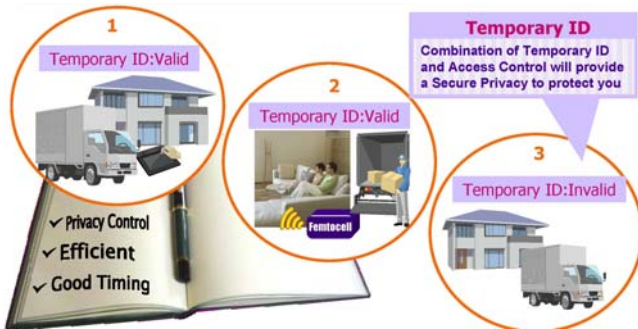 1
Temporary ID:Valid
2
Temporary ID:Valid
Femtocell
Temporary ID
Combination of Temporary ID
and Access Control will provide
a Secure Privacy to protect you
3
Temporary ID:Invalid
✓ Privacy Control
✓ Efficient
✓ Good Timing